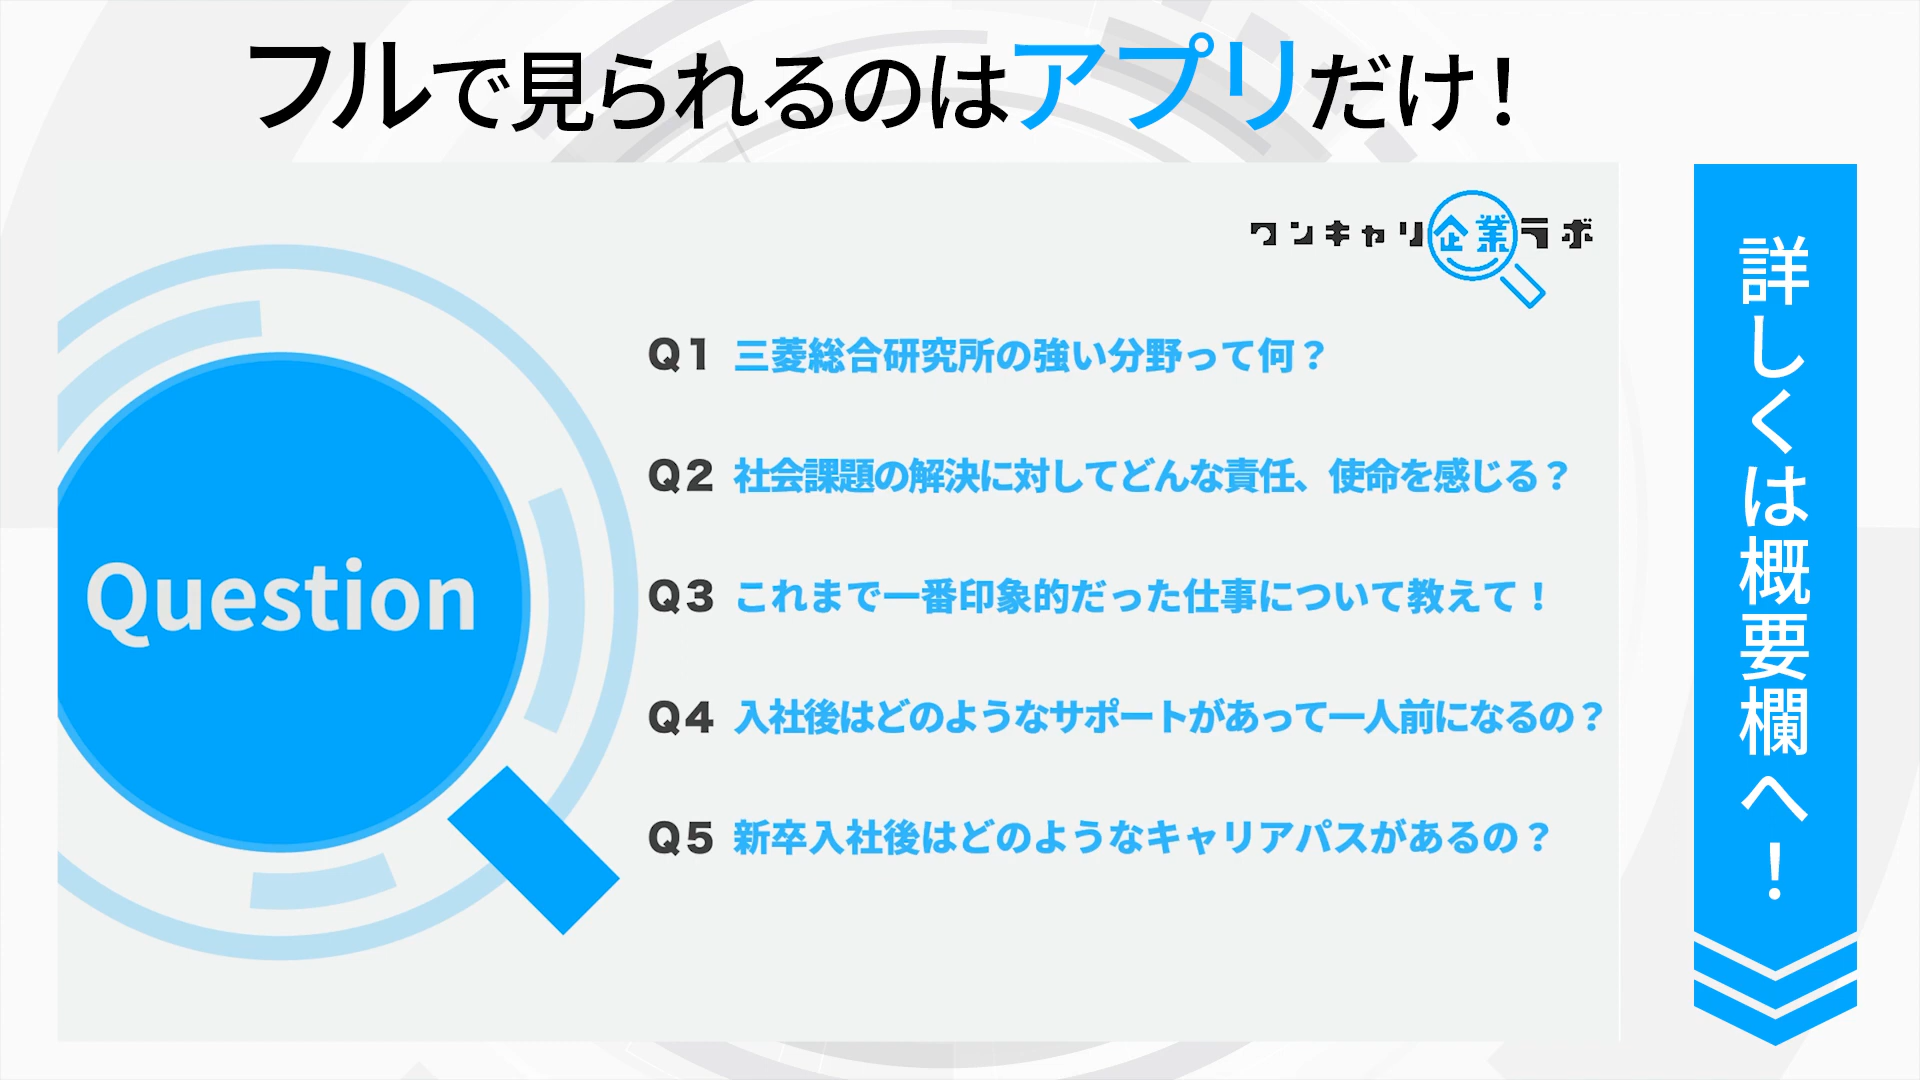 フルで見られるのはアプリだけ！
ワンキャリ企業ラボ
Question
Q1 三菱総合研究所の強い分野って何？
Q2 社会課題の解決に対してどんな責任、使命を感じる？
Q3 これまで一番印象的だった仕事について教えて！
Q4 入社後はどのようなサポートがあって一人前になるの？
Q5 新卒入社後はどのようなキャリアパスがあるの？
詳しくは概要欄へ！